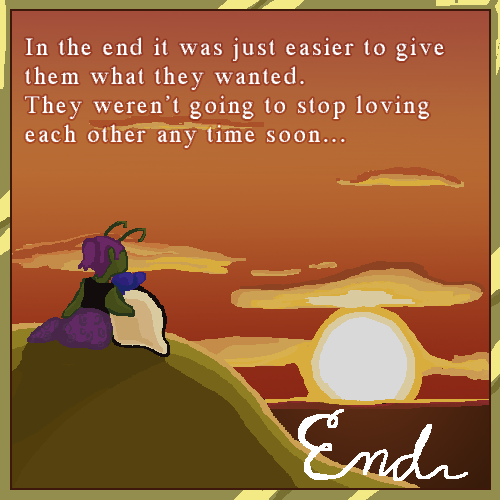 In the end it was just easier to give
them what they wanted.
They weren't going to stop loving
each other any time soon...
End